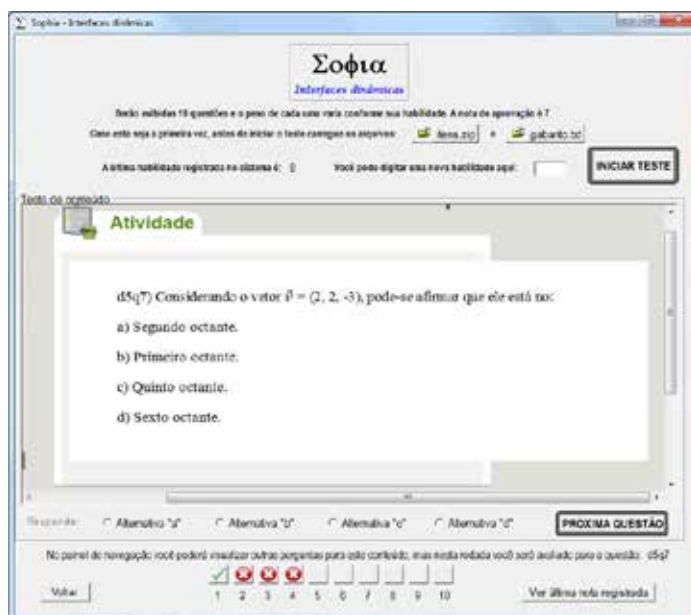 Sophia - Interfaces dinâmicas
Σοφια
Interfaces dinâmicas
Serão exibidas 10 questões e o peso de cada uma varia conforme sua habilidade. A nota de aprovação é 7
Caso esta seja a primeira vez, antes de iniciar o teste carregue os arquivos: itens.zip e gabarito.txt
A última habilidade registrada no sistema é: 0 Você pode digitar uma nova habilidade aqui: INICIAR TESTE
Texto do conteúdo
Atividade
d5q7) Considerando o vetor v⃗ = (2, 2, -3), pode-se afirmar que ele está no:
a) Segundo octante.
b) Primeiro octante.
c) Quinto octante.
d) Sexto octante.
Responda: Alternativa "a" Alternativa "b" Alternativa "c" Alternativa "d" PROXIMA QUESTÃO
No painel de navegação você poderá visualizar outras perguntas para este conteúdo, mas nesta rodada você será avaliado para a questão: d5q7
Voltar 1 2 3 4 5 6 7 8 9 10 Ver última nota registrada